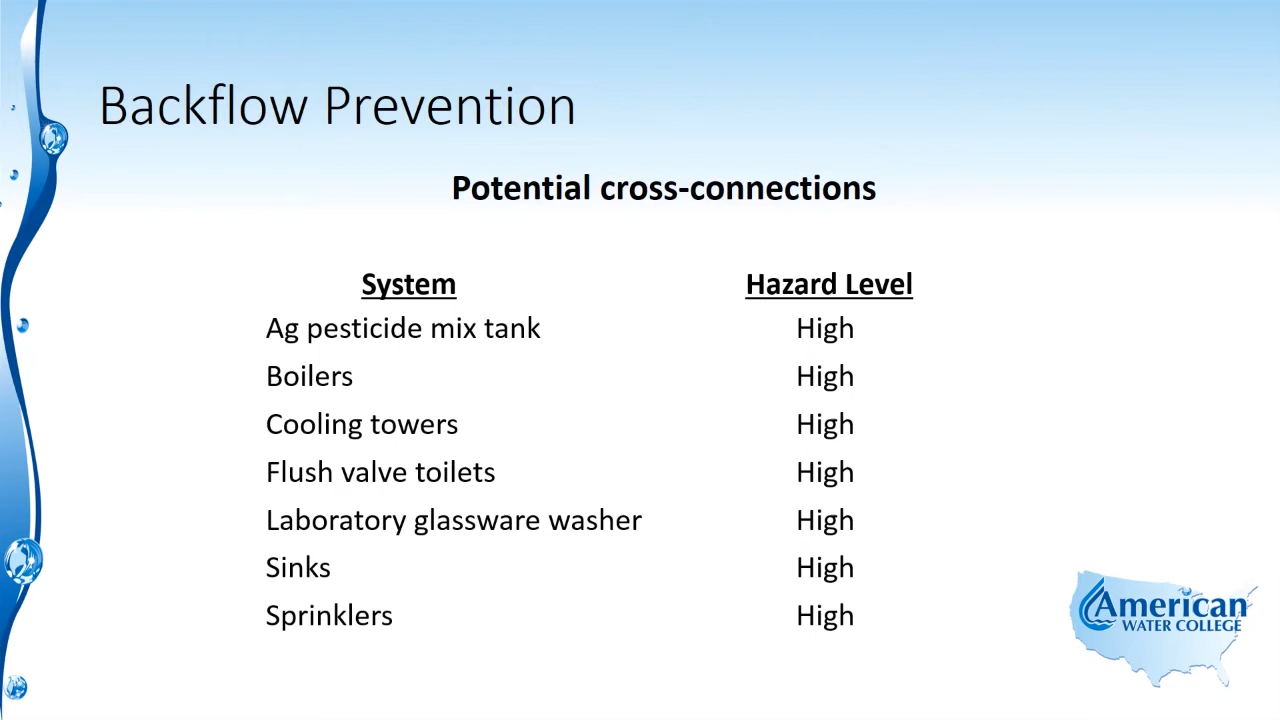 Backflow Prevention
Potential cross-connections
System Hazard Level
Ag pesticide mix tank High
Boilers High
Cooling towers High
Flush valve toilets High
Laboratory glassware washer High
Sinks High
Sprinklers High
American
WATER COLLEGE